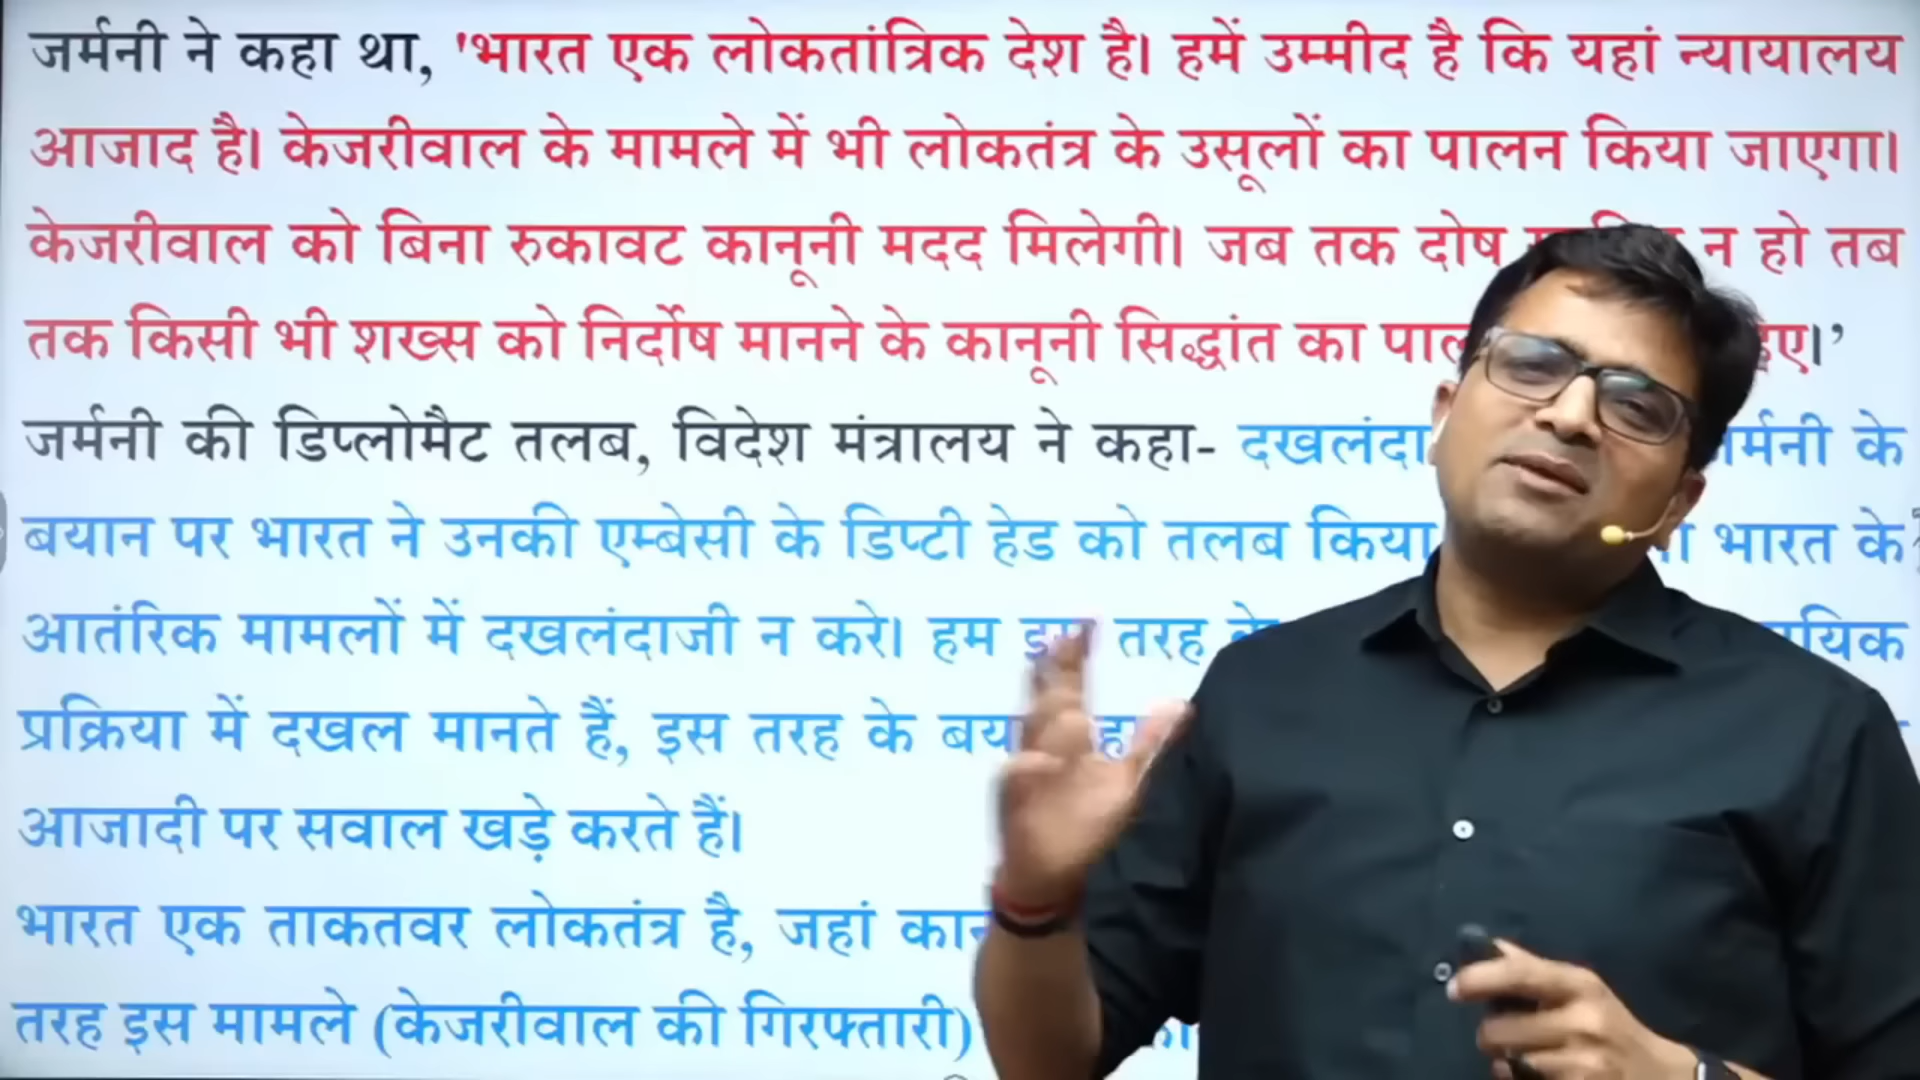 जर्मनी ने कहा था, 'भारत एक लोकतांत्रिक देश है। हमें उम्मीद है कि यहां न्यायालय
आजाद है। केजरीवाल के मामले में भी लोकतंत्र के उसूलों का पालन किया जाएगा।
केजरीवाल को बिना रुकावट कानूनी मदद मिलेगी। जब तक दोष न हो तब
तक किसी भी शख्स को निर्दोष मानने के कानूनी सिद्धांत का
जर्मनी की डिप्लोमैट तलब, विदेश मंत्रालय ने कहा- के
बयान पर भारत ने उनकी एम्बेसी के डिप्टी हेड को तलब किया भारत के
आतंरिक मामलों में दखलंदाजी न करे। हम तरह
प्रक्रिया में दखल मानते हैं, इस तरह के
आजादी पर सवाल खड़े करते हैं।
भारत एक ताकतवर लोकतंत्र है, जहां
तरह इस मामले (केजरीवाल की गिरफ्तारी)